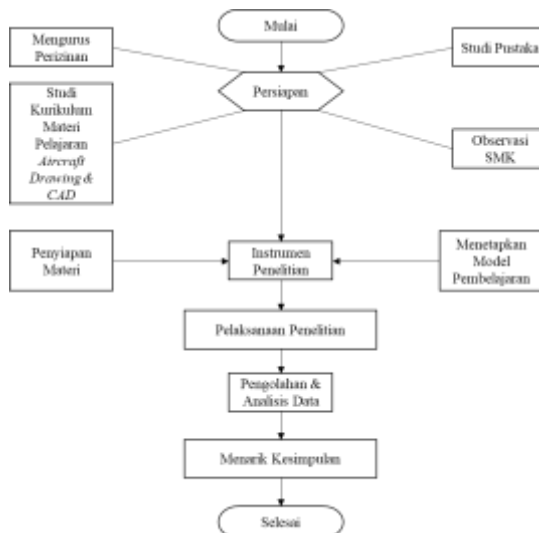 Mulai
Mengurus
Perizinan
Studi Pustaka
Persiapan
Studi
Kurikulum
Materi
Pelajaran
Aircraft
Drawing &
CAD
Observasi
SMK
Penyiapan
Materi
Instrumen
Penelitian
Menetapkan
Model
Pembelajaran
Pelaksanaan Penelitian
Pengolahan &
Analisis Data
Menarik Kesimpulan
Selesai